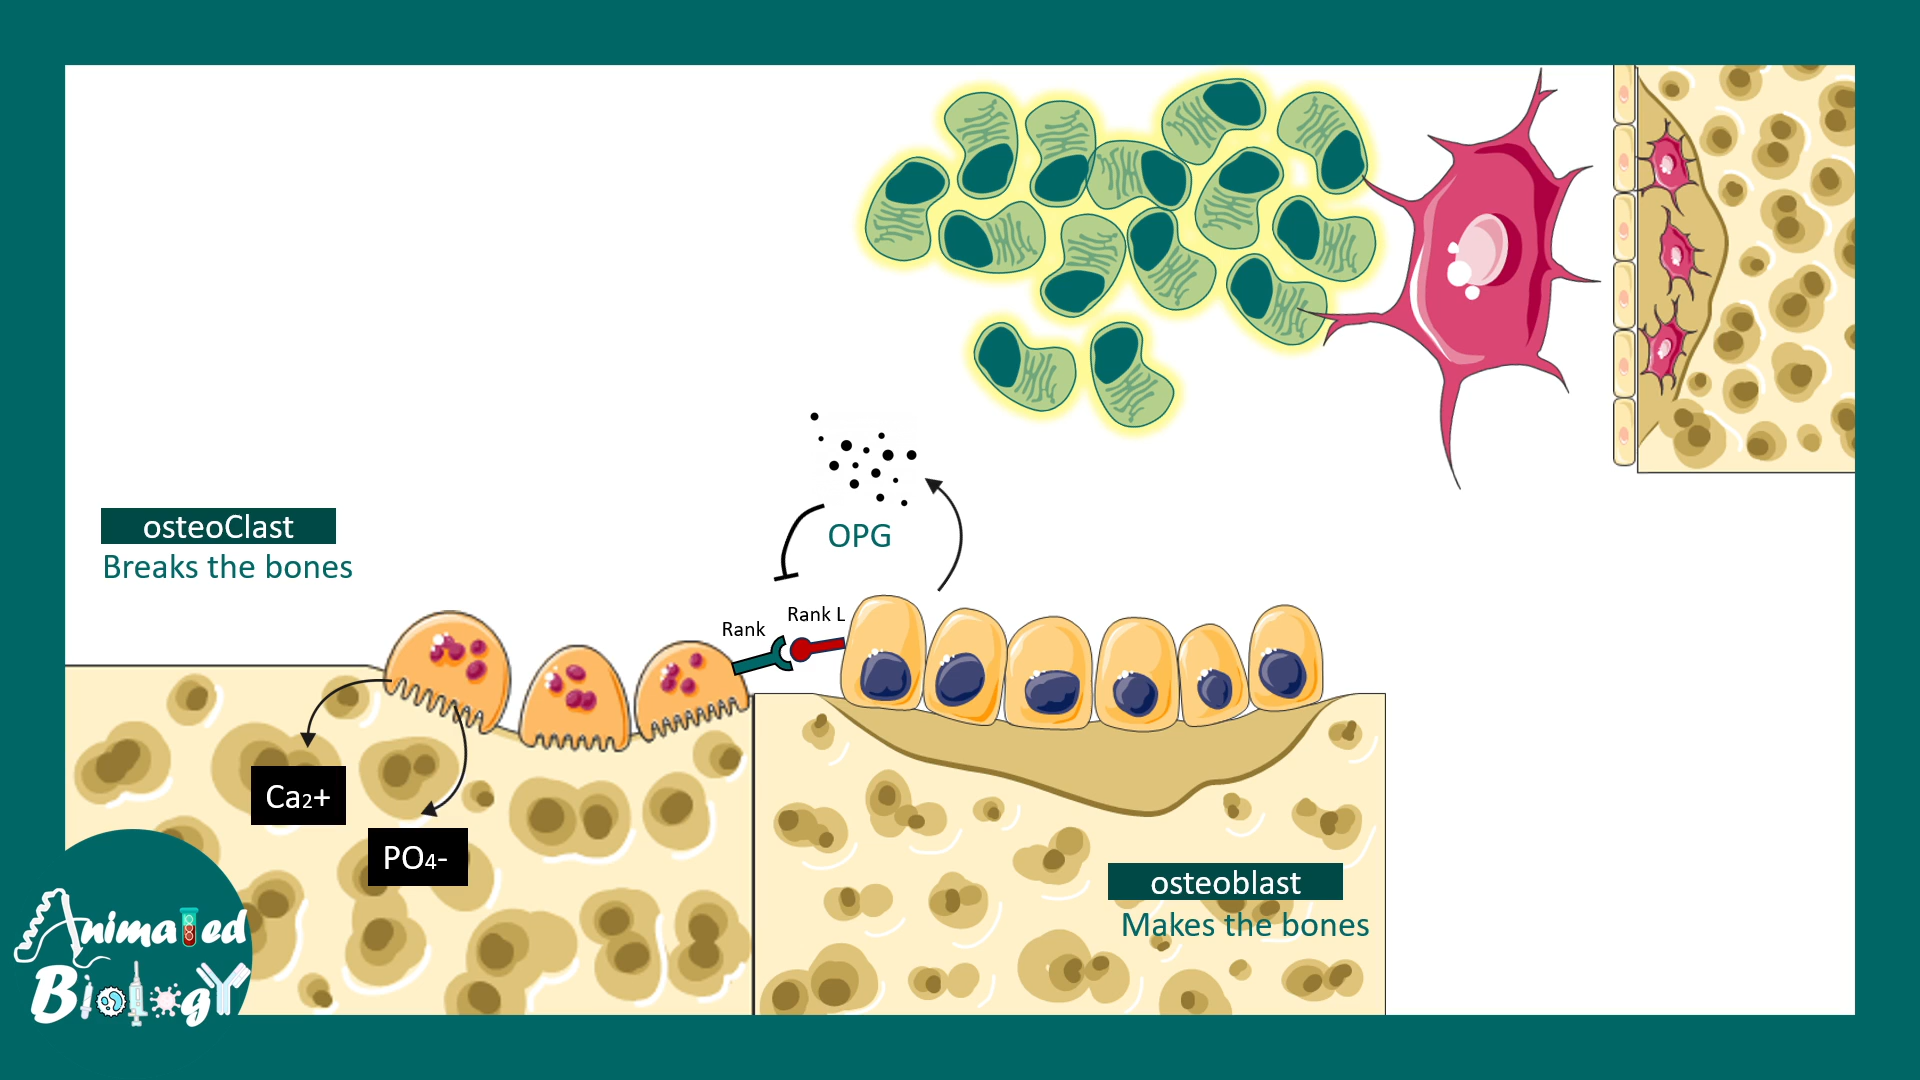 osteoClast
Breaks the bones
OPG
Rank
Rank L
Ca2+
PO4-
osteoblast
Makes the bones
Animated
BiologY